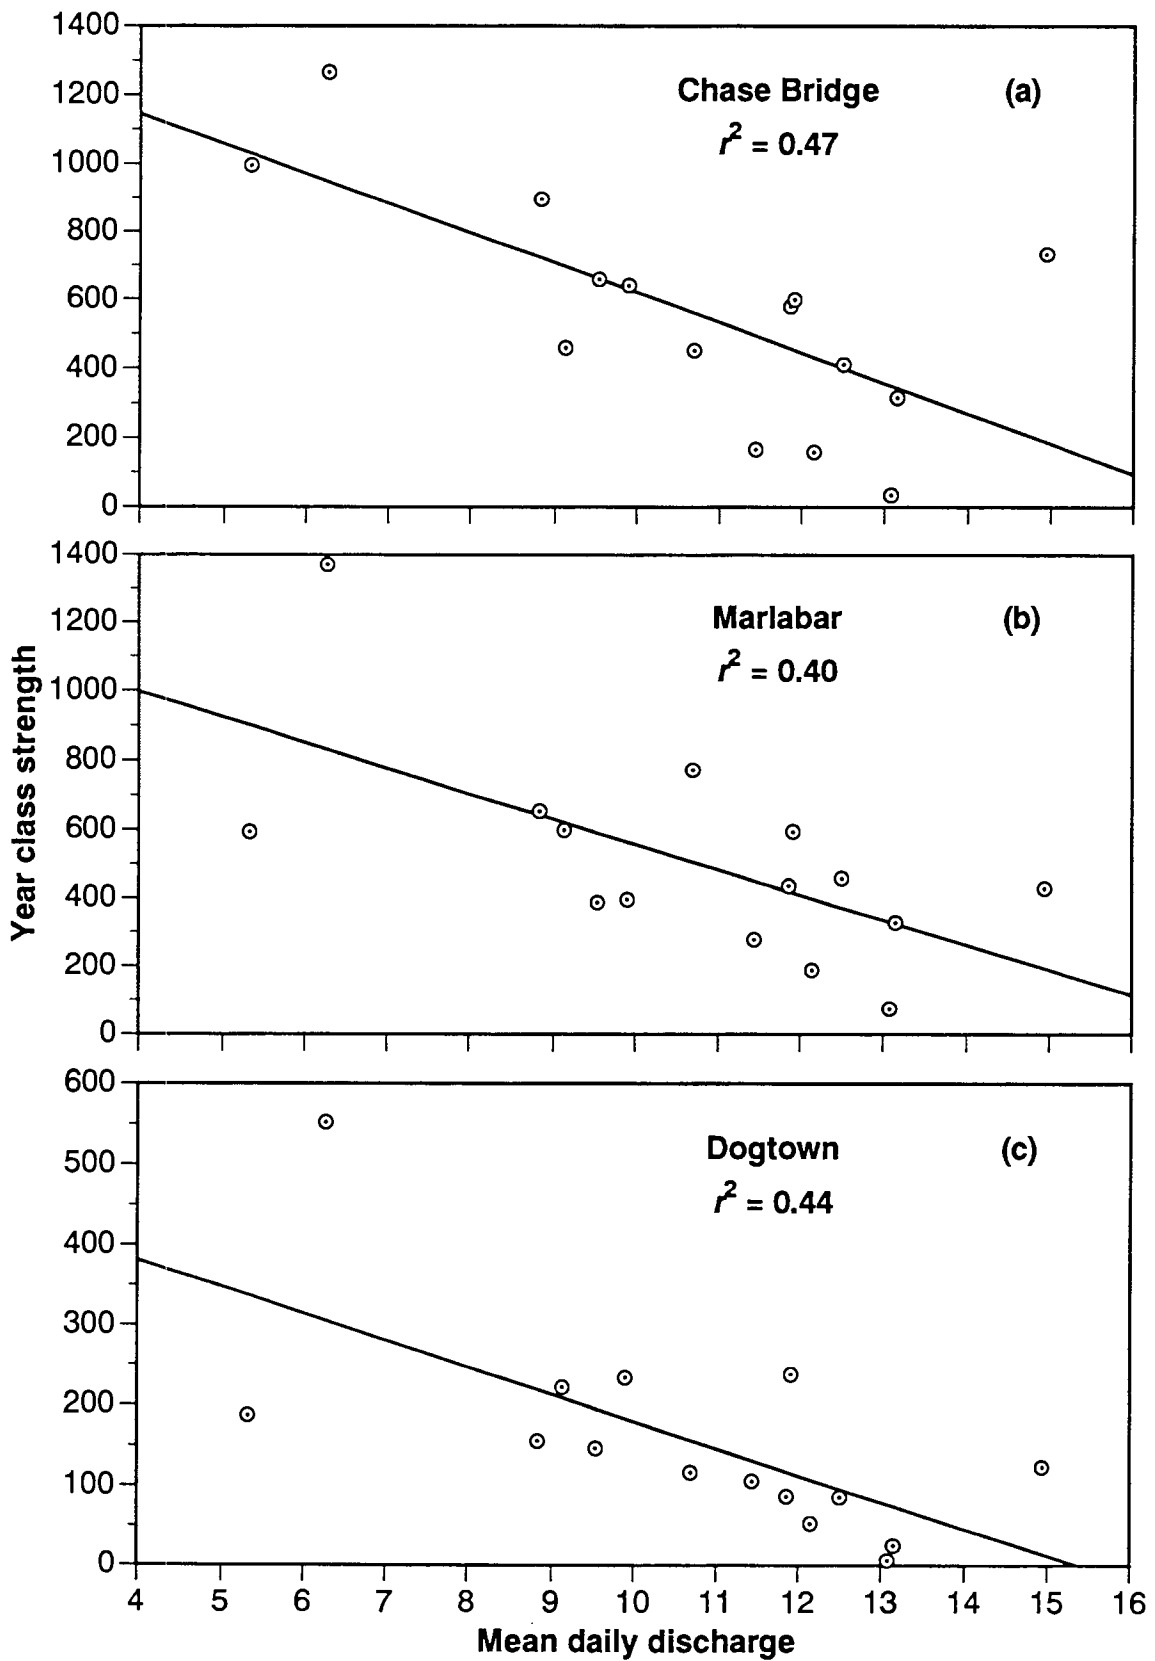 1400
1200
1000
800
600
400
200
0
Chase Bridge (a)
r² = 0.47
1400
1200
1000
800
600
400
200
0
Marlabar (b)
r² = 0.40
Year class strength
600
500
400
300
200
100
0
Dogtown (c)
r² = 0.44
4 5 6 7 8 9 10 11 12 13 14 15 16
Mean daily discharge